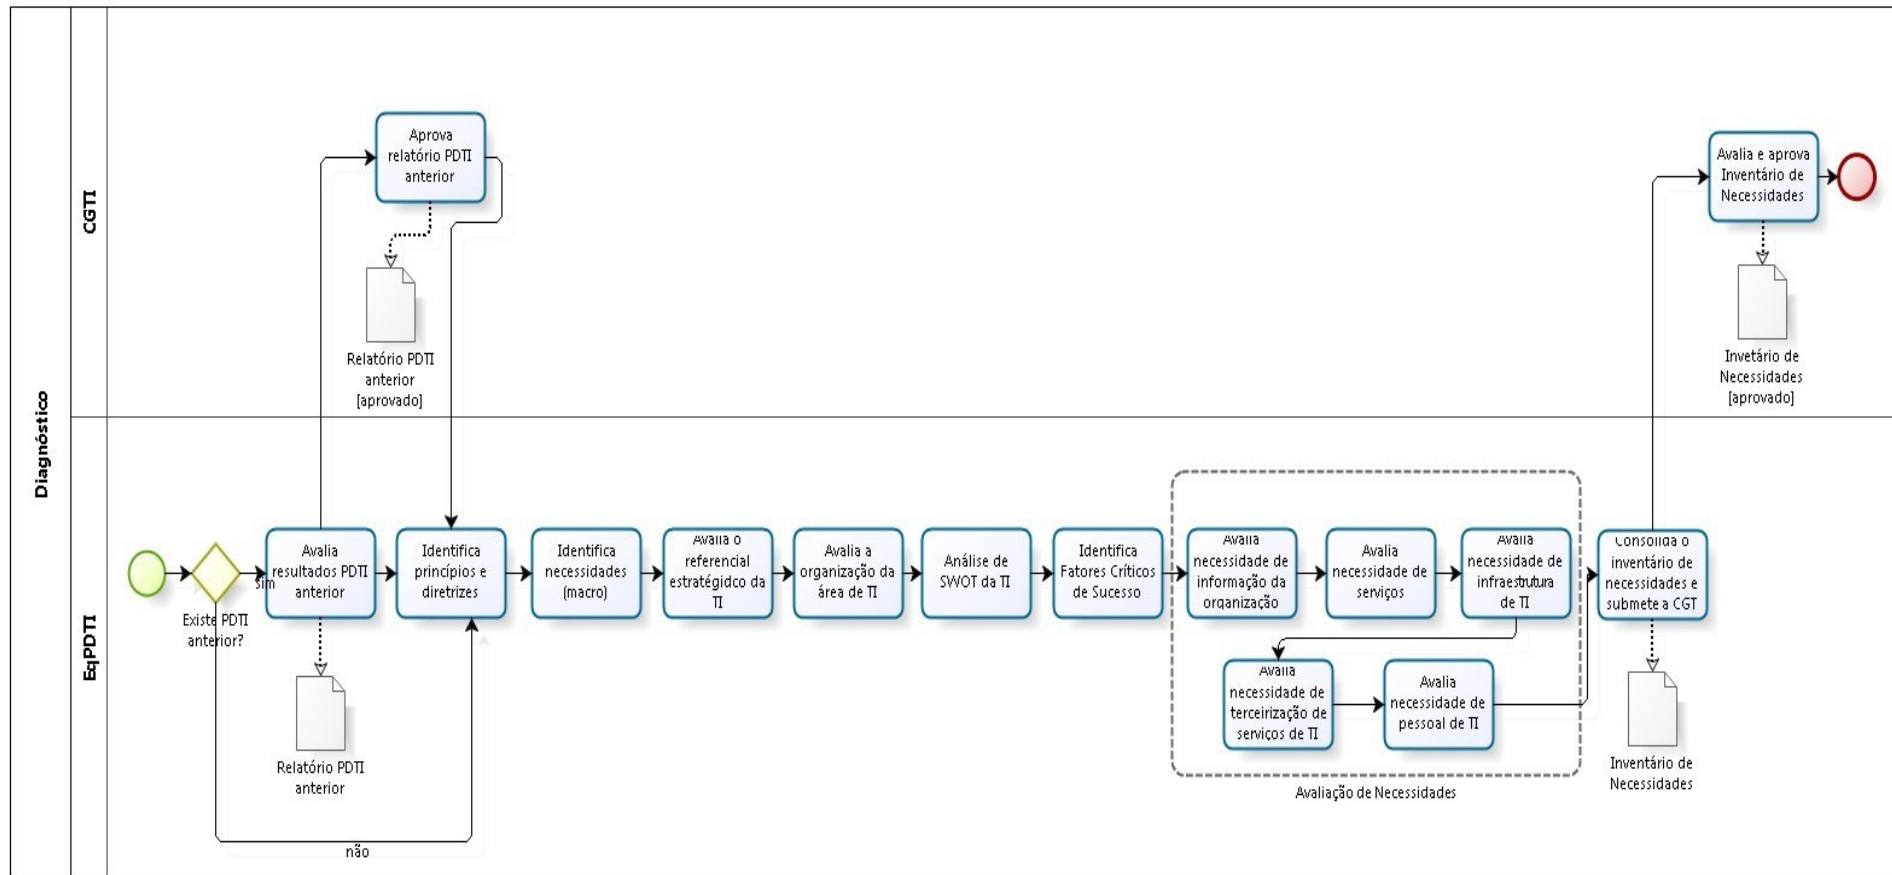 Diagnóstico
CGTI
Aprova
relatório PDTI
anterior
Relatório PDTI
anterior
[aprovado]
Avalia e aprova
Inventário de
Necessidades
Invetário de
Necessidades
[aprovado]
EqPDTI
Existe PDTI
anterior?
sim
não
Avalia
resultados PDTI
anterior
Relatório PDTI
anterior
Identifica
princípios e
diretrizes
Identifica
necessidades
(macro)
Avalia o
referencial
estratégidco da
TI
Avalia a
organização da
área de TI
Análise de
SWOT da TI
Identifica
Fatores Críticos
de Sucesso
Avalia
necessidade de
informação da
organização
Avalia
necessidade de
serviços
Avalia
necessidade de
infraestrutura
de TI
Avalia
necessidade de
terceirização de
serviços de TI
Avalia
necessidade de
pessoal de TI
Avaliação de Necessidades
Consolida o
inventário de
necessidades e
submete a CGT
Inventário de
Necessidades